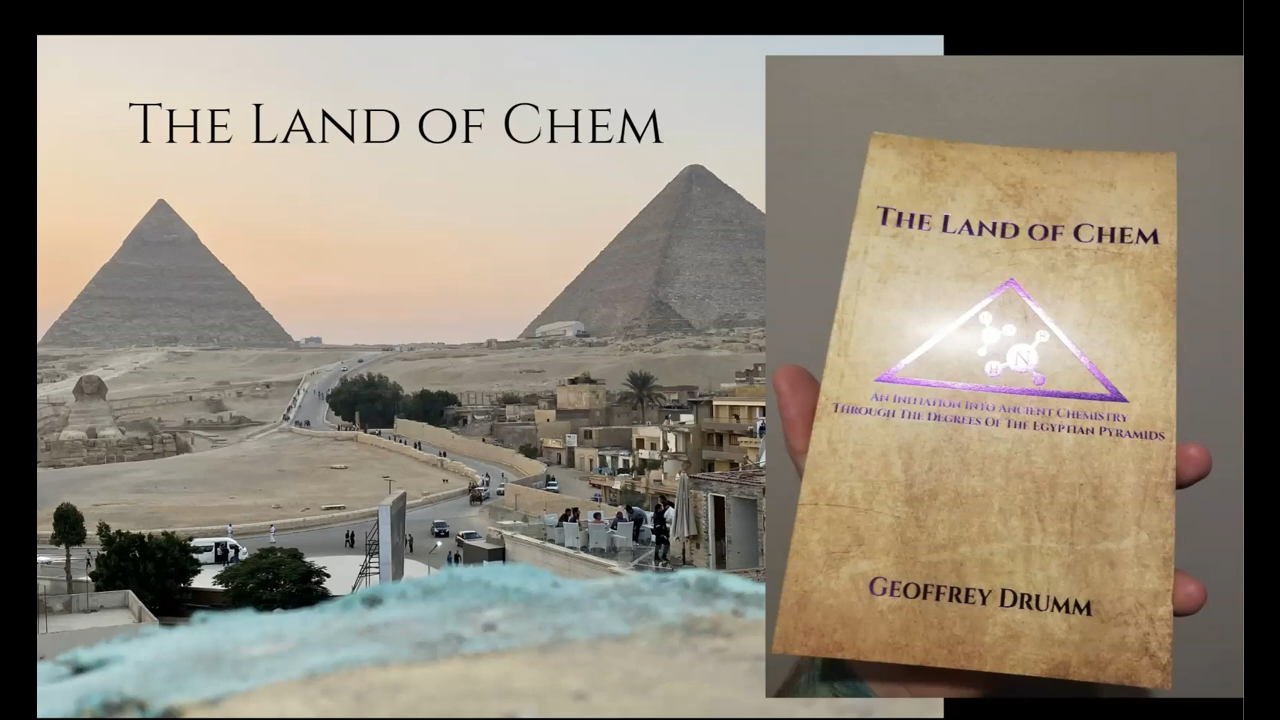 The Land of Chem
The Land of Chem
N
H
An Initiation Into Ancient Chemistry
Through The Degrees Of The Egyptian Pyramids
Geoffrey Drumm